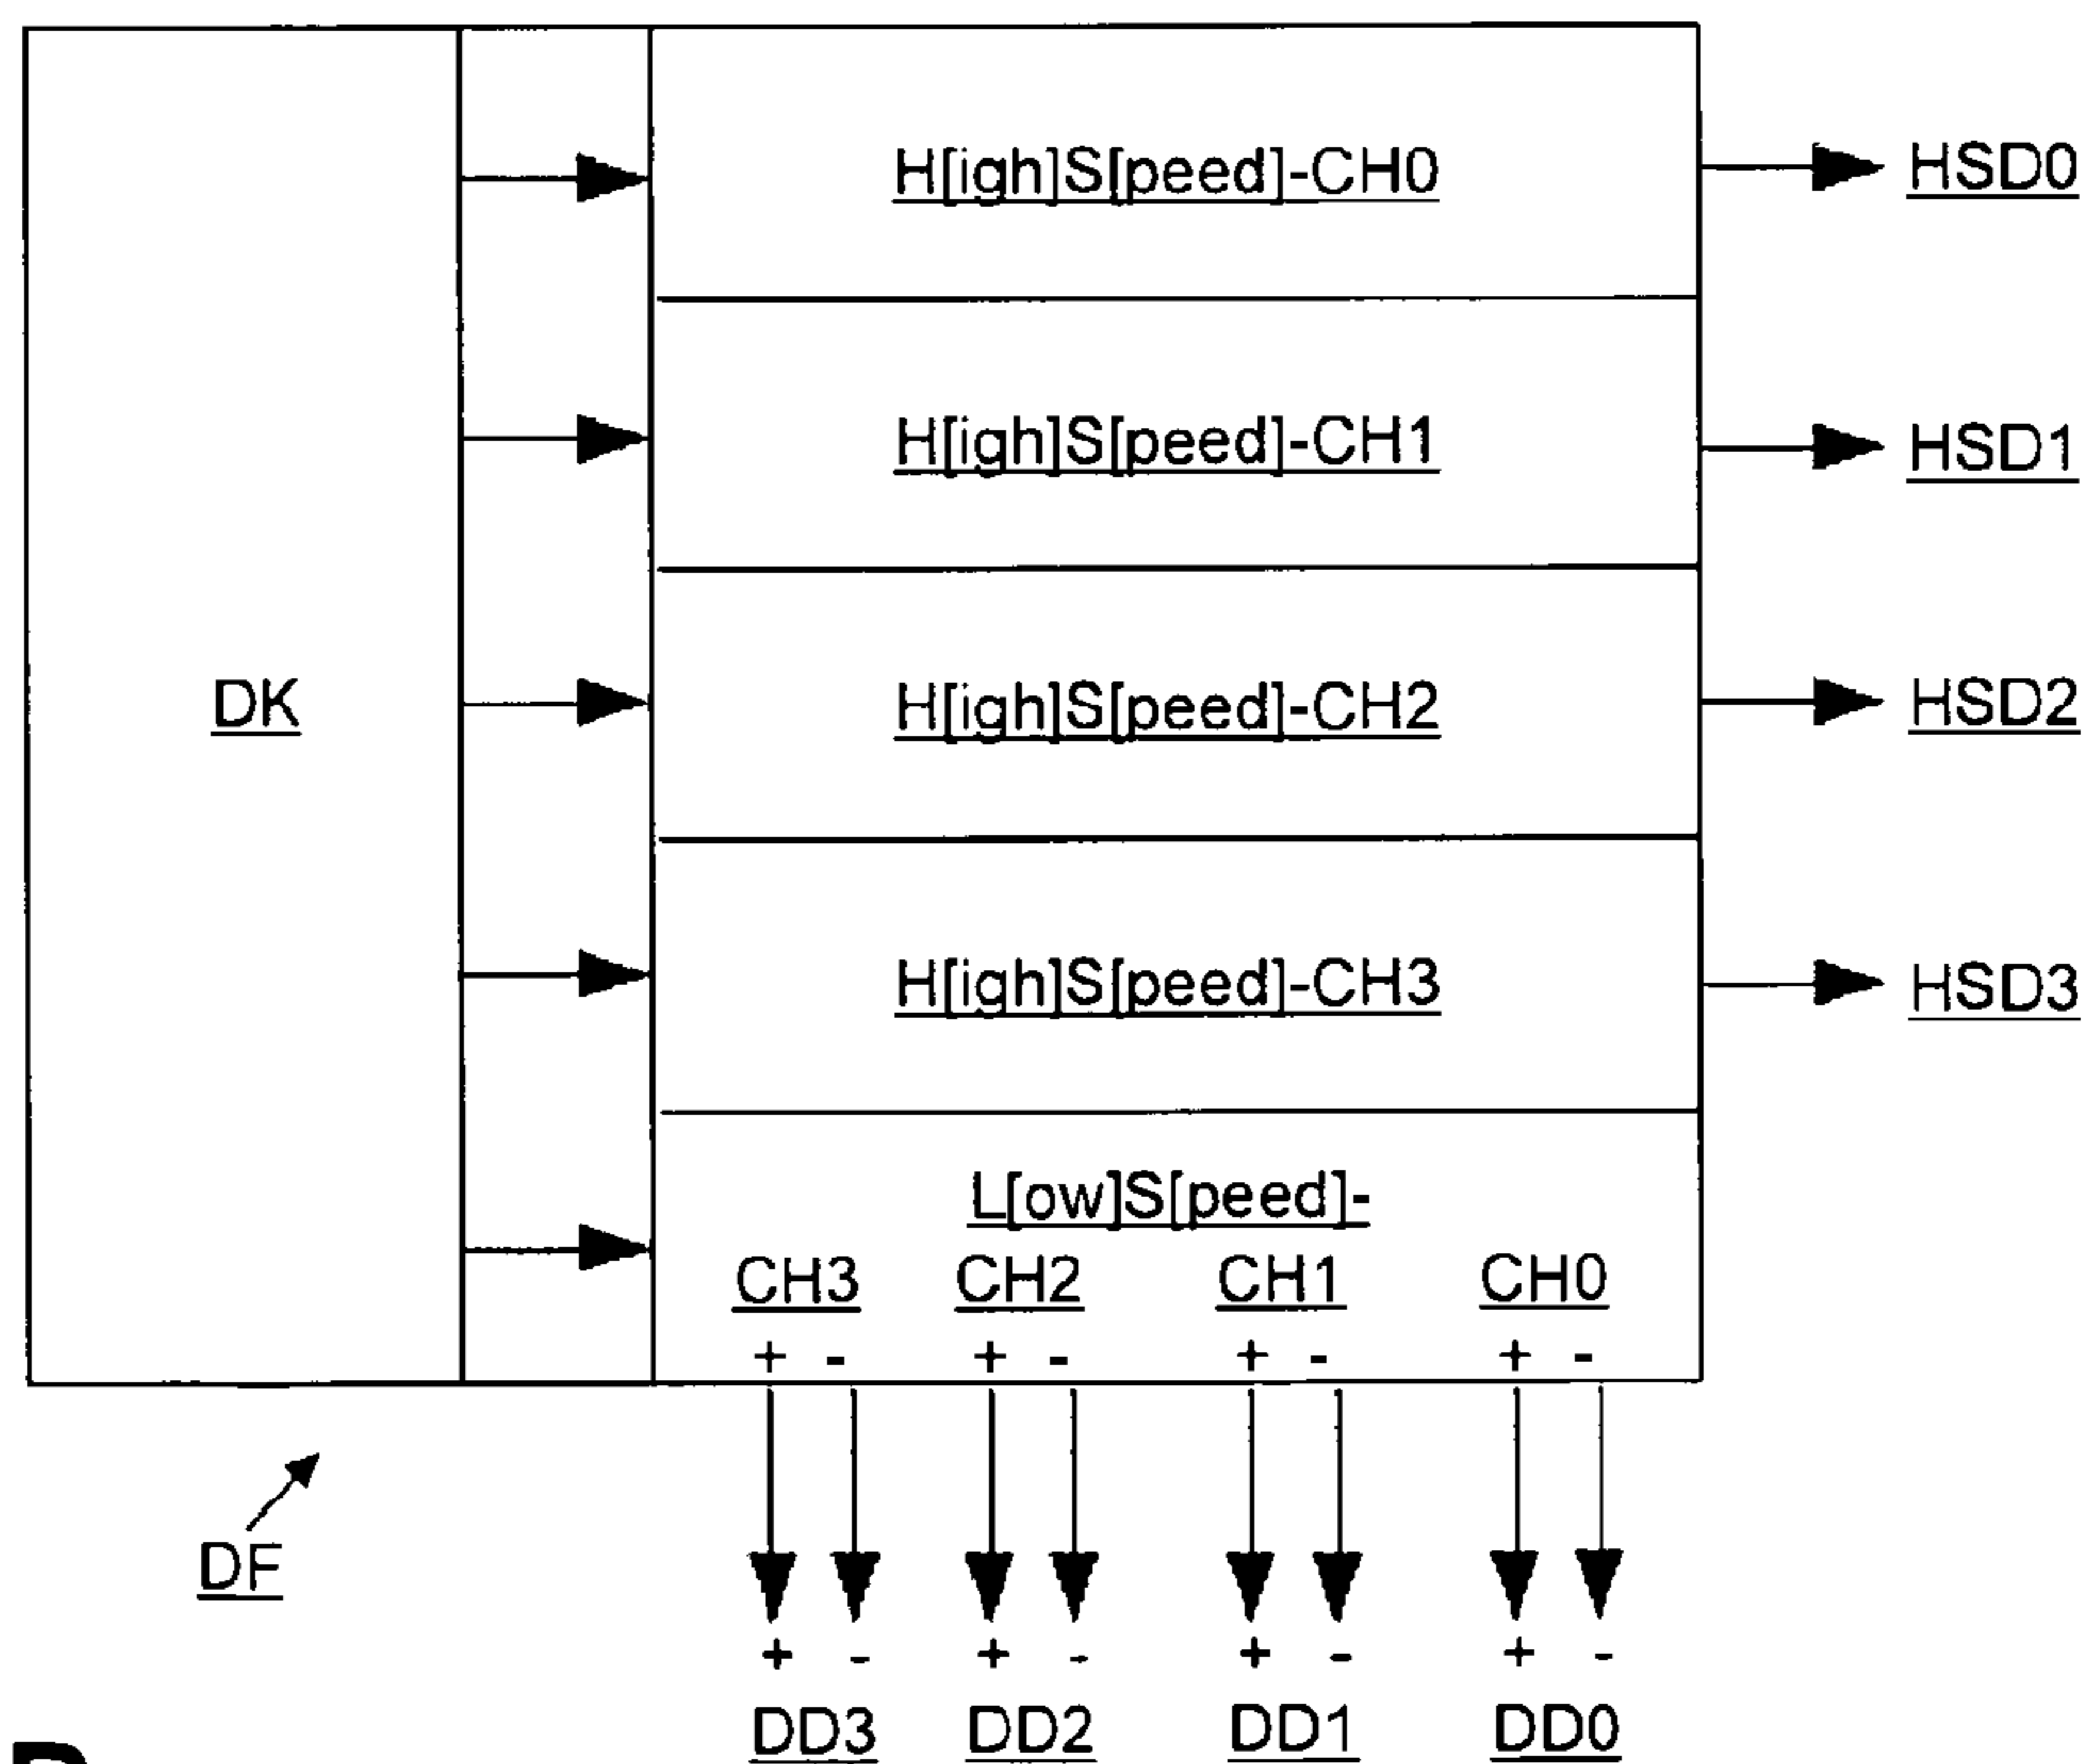 H[igh]S[peed]-CH0 HSD0
H[igh]S[peed]-CH1 HSD1
DK H[igh]S[peed]-CH2 HSD2
H[igh]S[peed]-CH3 HSD3
L[ow]S[peed]-
CH3 CH2 CH1 CH0
+ - + - + - + -
DF
+ - + - + - + -
DD3 DD2 DD1 DD0